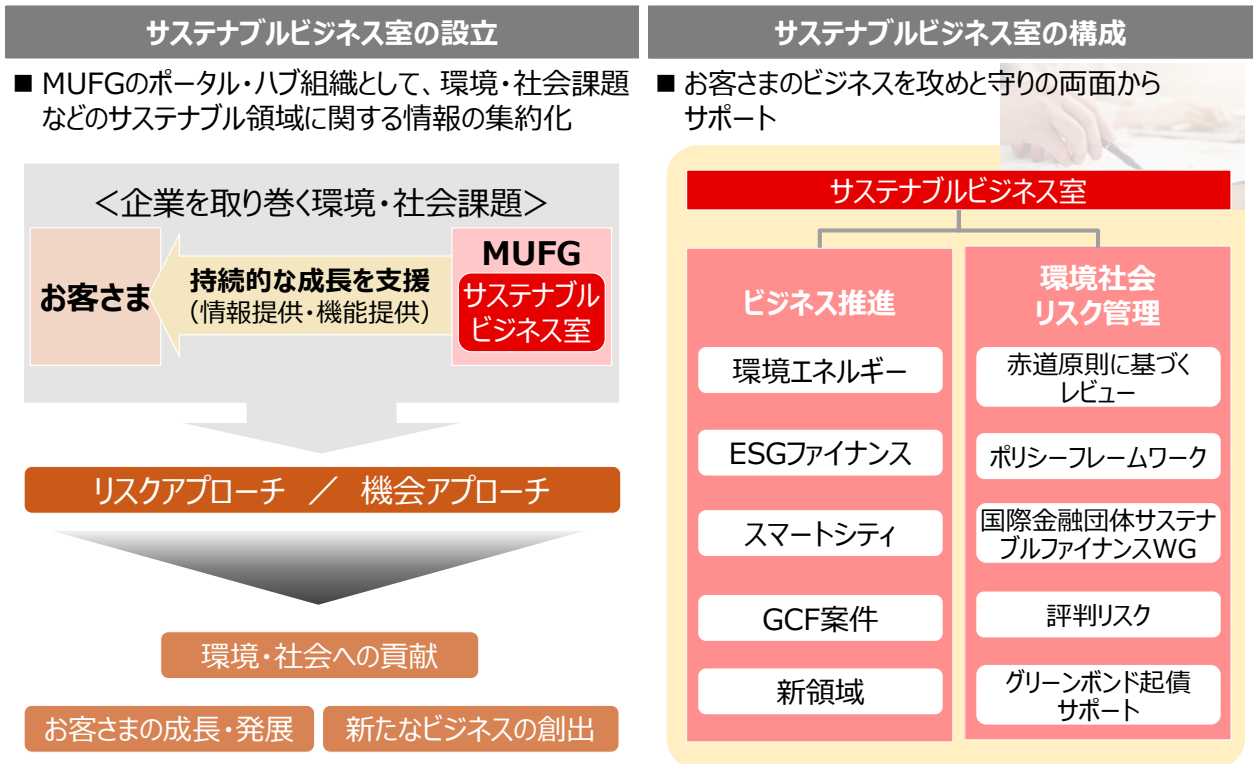 サステナブルビジネス室の設立
■ MUFGのポータル・ハブ組織として、環境・社会課題
などのサステナブル領域に関する情報の集約化
＜企業を取り巻く環境・社会課題＞
お客さま
持続的な成長を支援
（情報提供・機能提供）
MUFG
サステナブル
ビジネス室
リスクアプローチ ／ 機会アプローチ
環境・社会への貢献
お客さまの成長・発展
新たなビジネスの創出
サステナブルビジネス室の構成
■ お客さまのビジネスを攻めと守りの両面から
サポート
サステナブルビジネス室
ビジネス推進
環境エネルギー
ESGファイナンス
スマートシティ
GCF案件
新領域
環境社会
リスク管理
赤道原則に基づく
レビュー
ポリシーフレームワーク
国際金融団体サステナ
ブルファイナンスWG
評判リスク
グリーンボンド起債
サポート